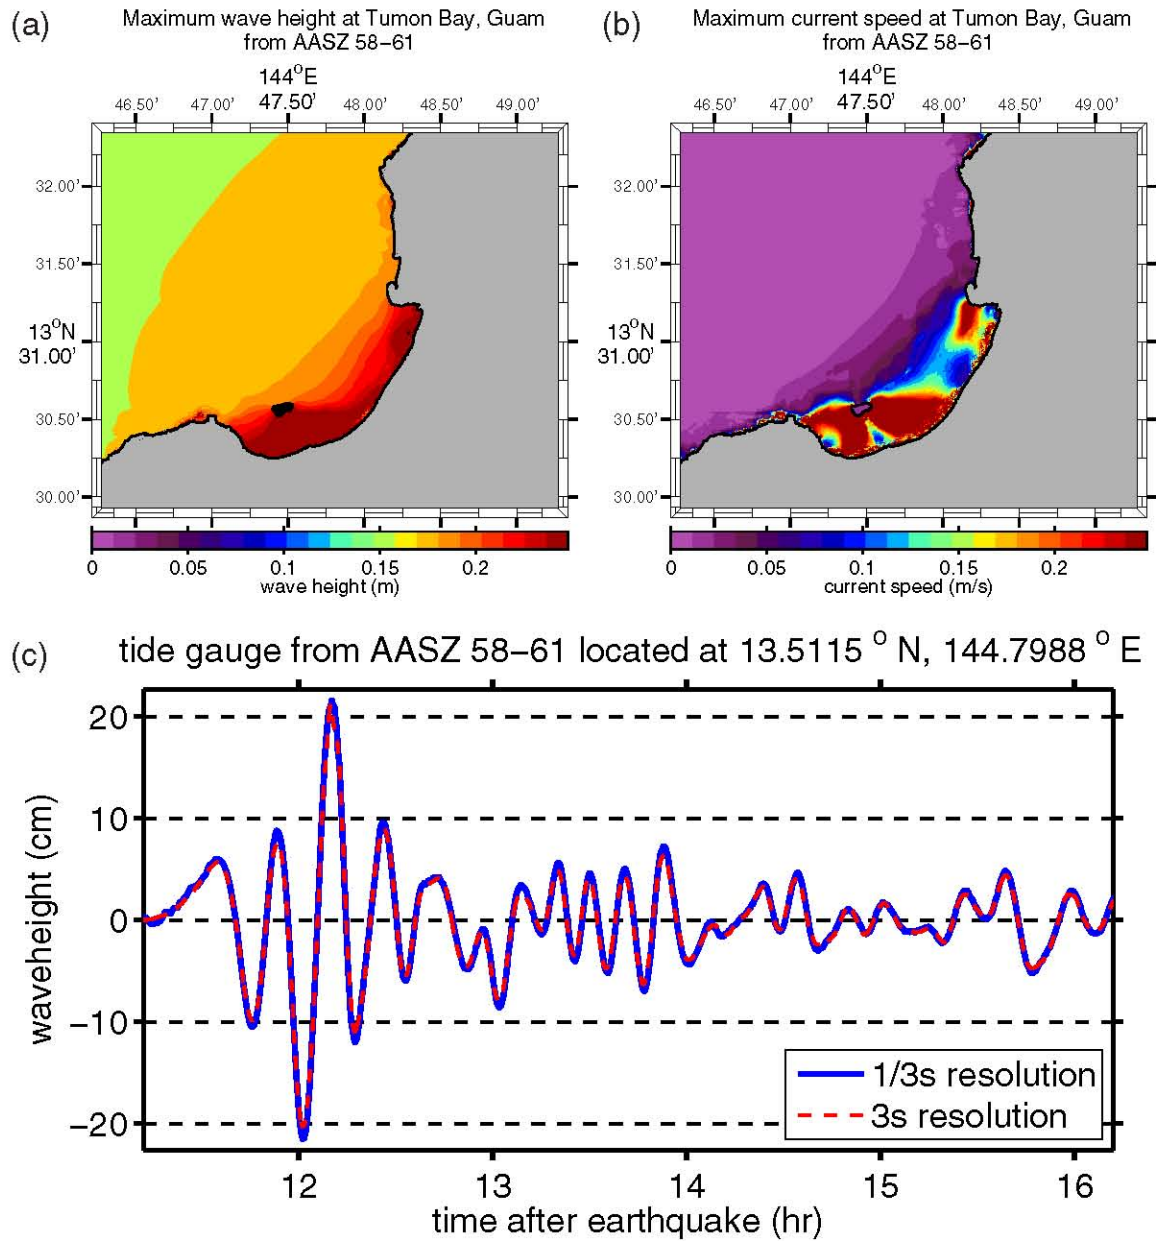 (a)
Maximum wave height at Tumon Bay, Guam
from AASZ 58−61
144°E
46.50' 47.00' 47.50' 48.00' 48.50' 49.00'
32.00'
31.50'
13°N
31.00'
30.50'
30.00'
0 0.05 0.1 0.15 0.2
wave height (m)
(b)
Maximum current speed at Tumon Bay, Guam
from AASZ 58−61
144°E
46.50' 47.00' 47.50' 48.00' 48.50' 49.00'
32.00'
31.50'
13°N
31.00'
30.50'
30.00'
0 0.05 0.1 0.15 0.2
current speed (m/s)
(c)
tide gauge from AASZ 58−61 located at 13.5115 ° N, 144.7988 ° E
waveheight (cm)
20
10
0
−10
−20
1/3s resolution
3s resolution
12 13 14 15 16
time after earthquake (hr)